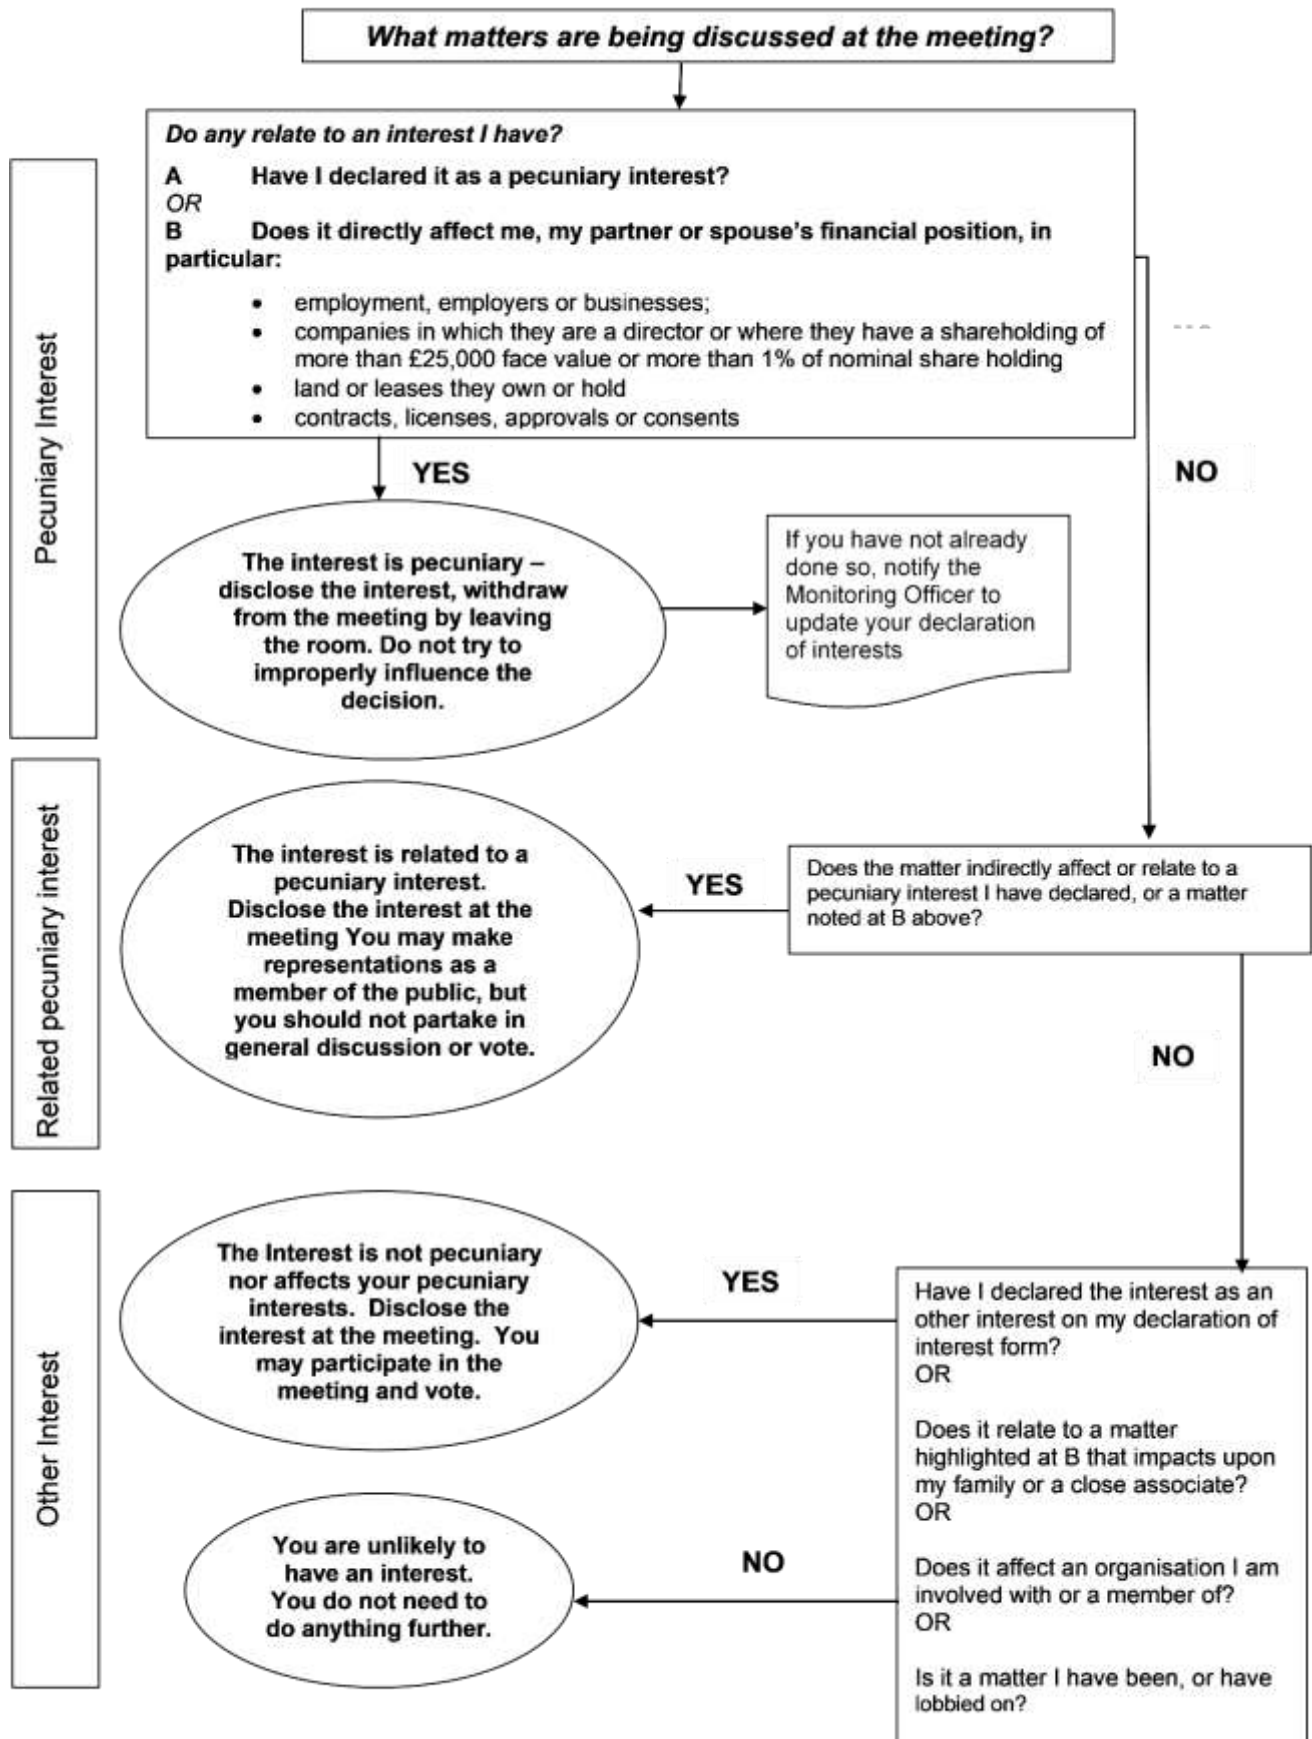 What matters are being discussed at the meeting?
Do any relate to an interest I have?
A Have I declared it as a pecuniary interest?
OR
B Does it directly affect me, my partner or spouse's financial position, in
particular:
• employment, employers or businesses;
• companies in which they are a director or where they have a shareholding of
more than £25,000 face value or more than 1% of nominal share holding
• land or leases they own or hold
• contracts, licenses, approvals or consents
Pecuniary Interest
YES
NO
The interest is pecuniary –
disclose the interest, withdraw
from the meeting by leaving
the room. Do not try to
improperly influence the
decision.
If you have not already
done so, notify the
Monitoring Officer to
update your declaration
of interests
Related pecuniary interest
The interest is related to a
pecuniary interest.
Disclose the interest at the
meeting You may make
representations as a
member of the public, but
you should not partake in
general discussion or vote.
YES
Does the matter indirectly affect or relate to a
pecuniary interest I have declared, or a matter
noted at B above?
NO
Other Interest
The Interest is not pecuniary
nor affects your pecuniary
interests. Disclose the
interest at the meeting. You
may participate in the
meeting and vote.
YES
Have I declared the interest as an
other interest on my declaration of
interest form?
OR
Does it relate to a matter
highlighted at B that impacts upon
my family or a close associate?
OR
Does it affect an organisation I am
involved with or a member of?
OR
Is it a matter I have been, or have
lobbied on?
NO
You are unlikely to
have an interest.
You do not need to
do anything further.